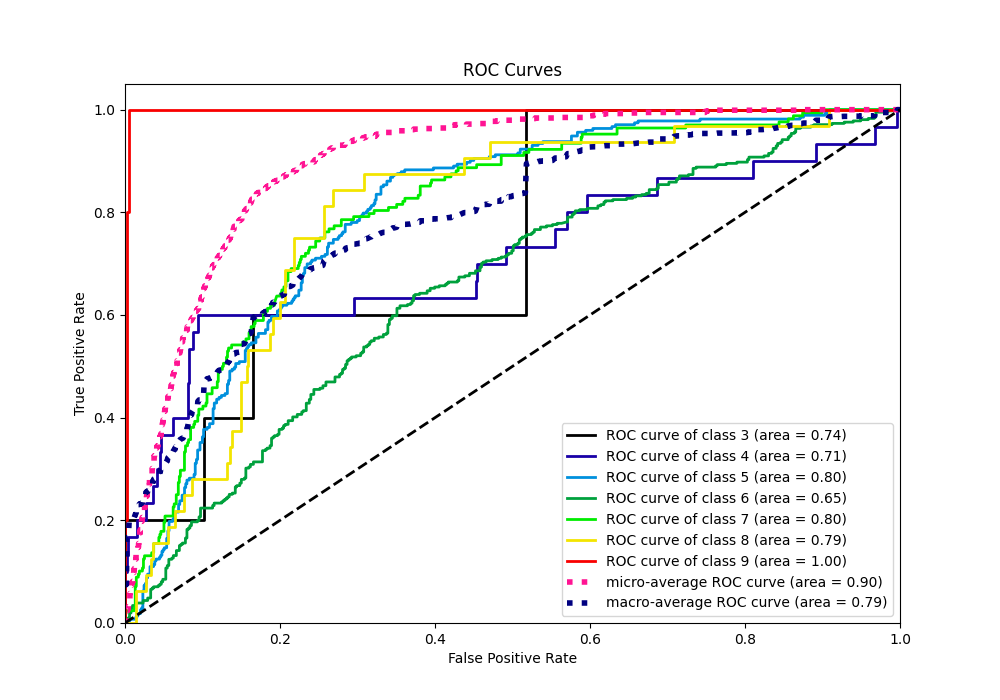 ROC Curves
1.0
0.8
0.6
0.4
0.2
0.0
True Positive Rate
0.0 0.2 0.4 0.6 0.8 1.0
False Positive Rate
ROC curve of class 3 (area = 0.74)
ROC curve of class 4 (area = 0.71)
ROC curve of class 5 (area = 0.80)
ROC curve of class 6 (area = 0.65)
ROC curve of class 7 (area = 0.80)
ROC curve of class 8 (area = 0.79)
ROC curve of class 9 (area = 1.00)
micro-average ROC curve (area = 0.90)
macro-average ROC curve (area = 0.79)